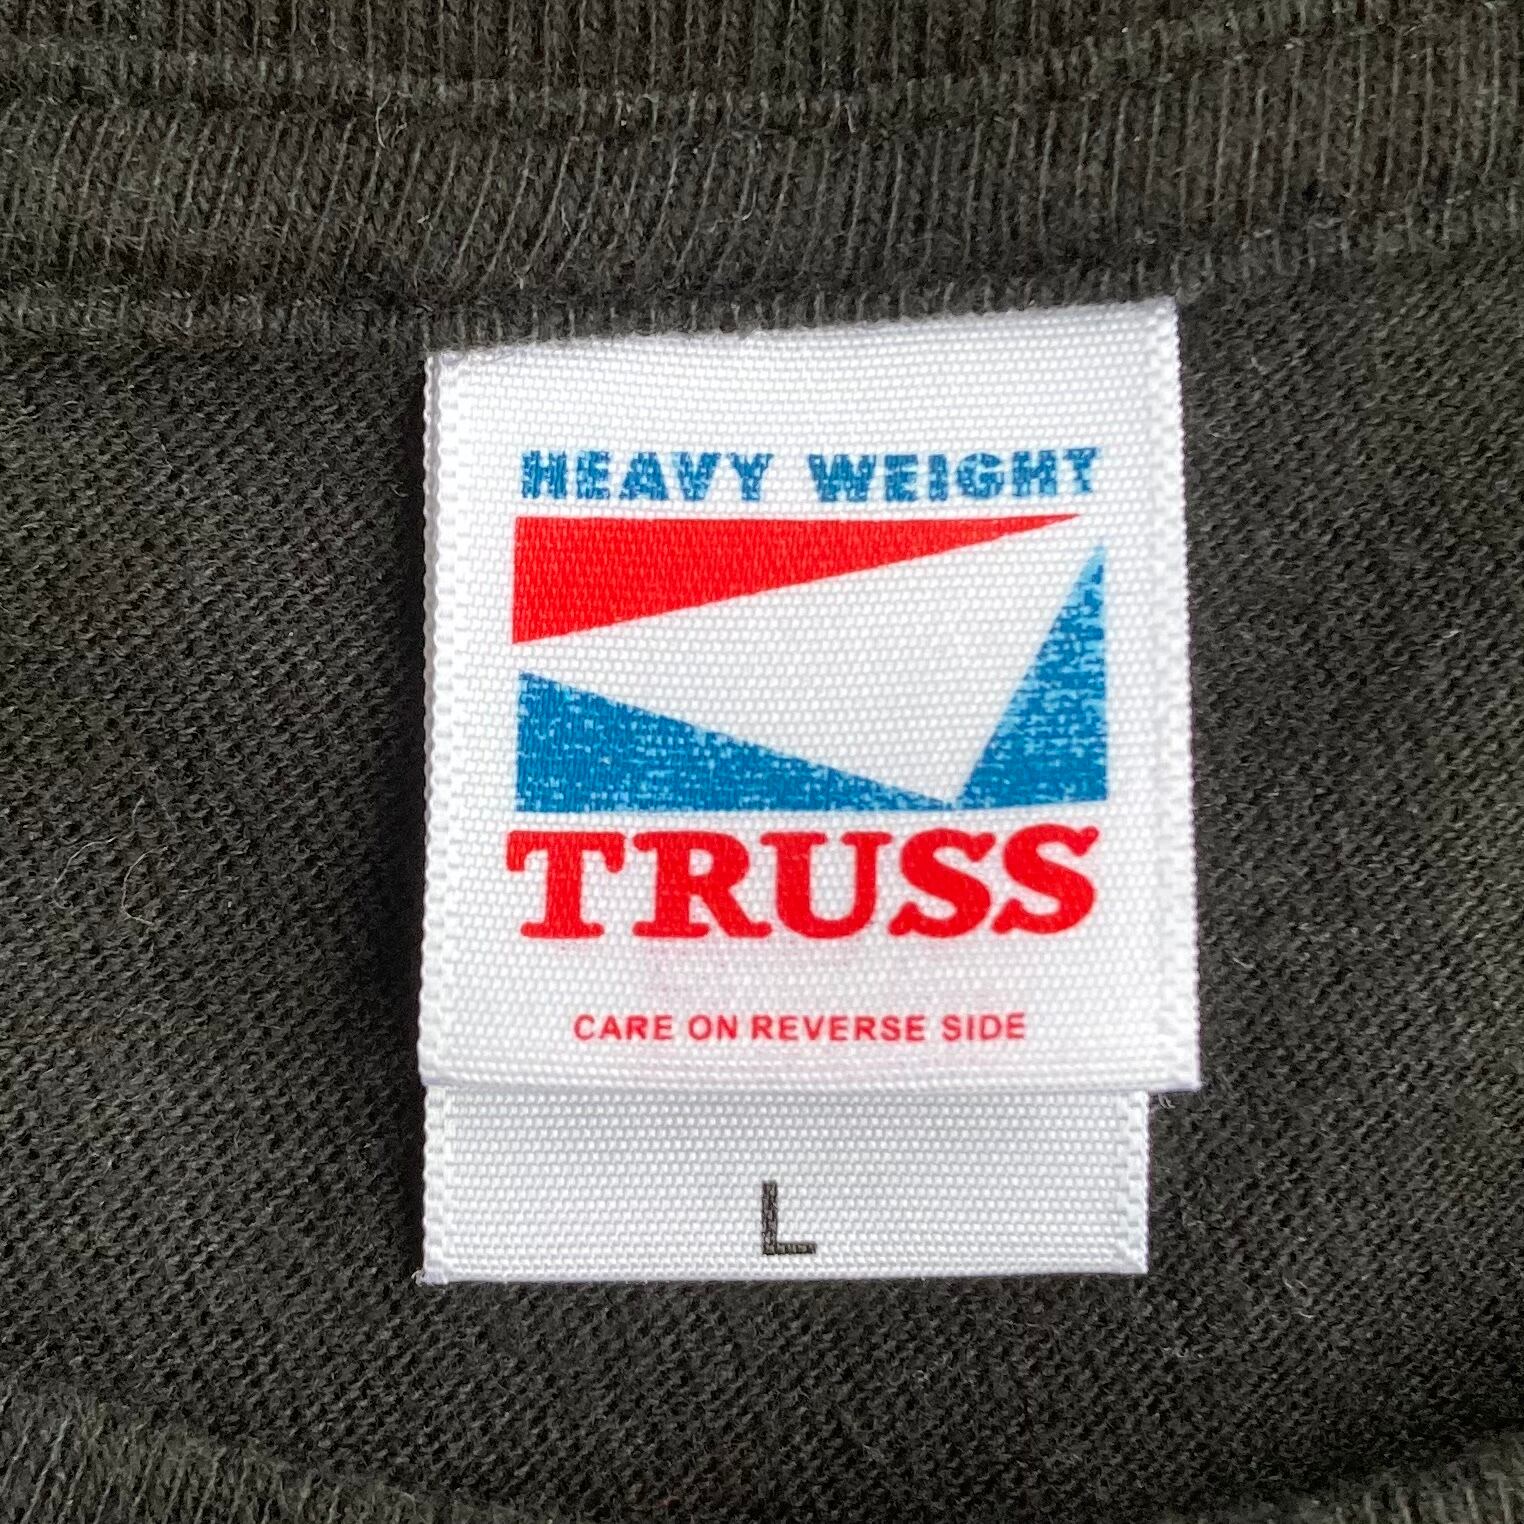 HEAVY WEIGHT
TRUSS
CARE ON REVERSE SIDE
L